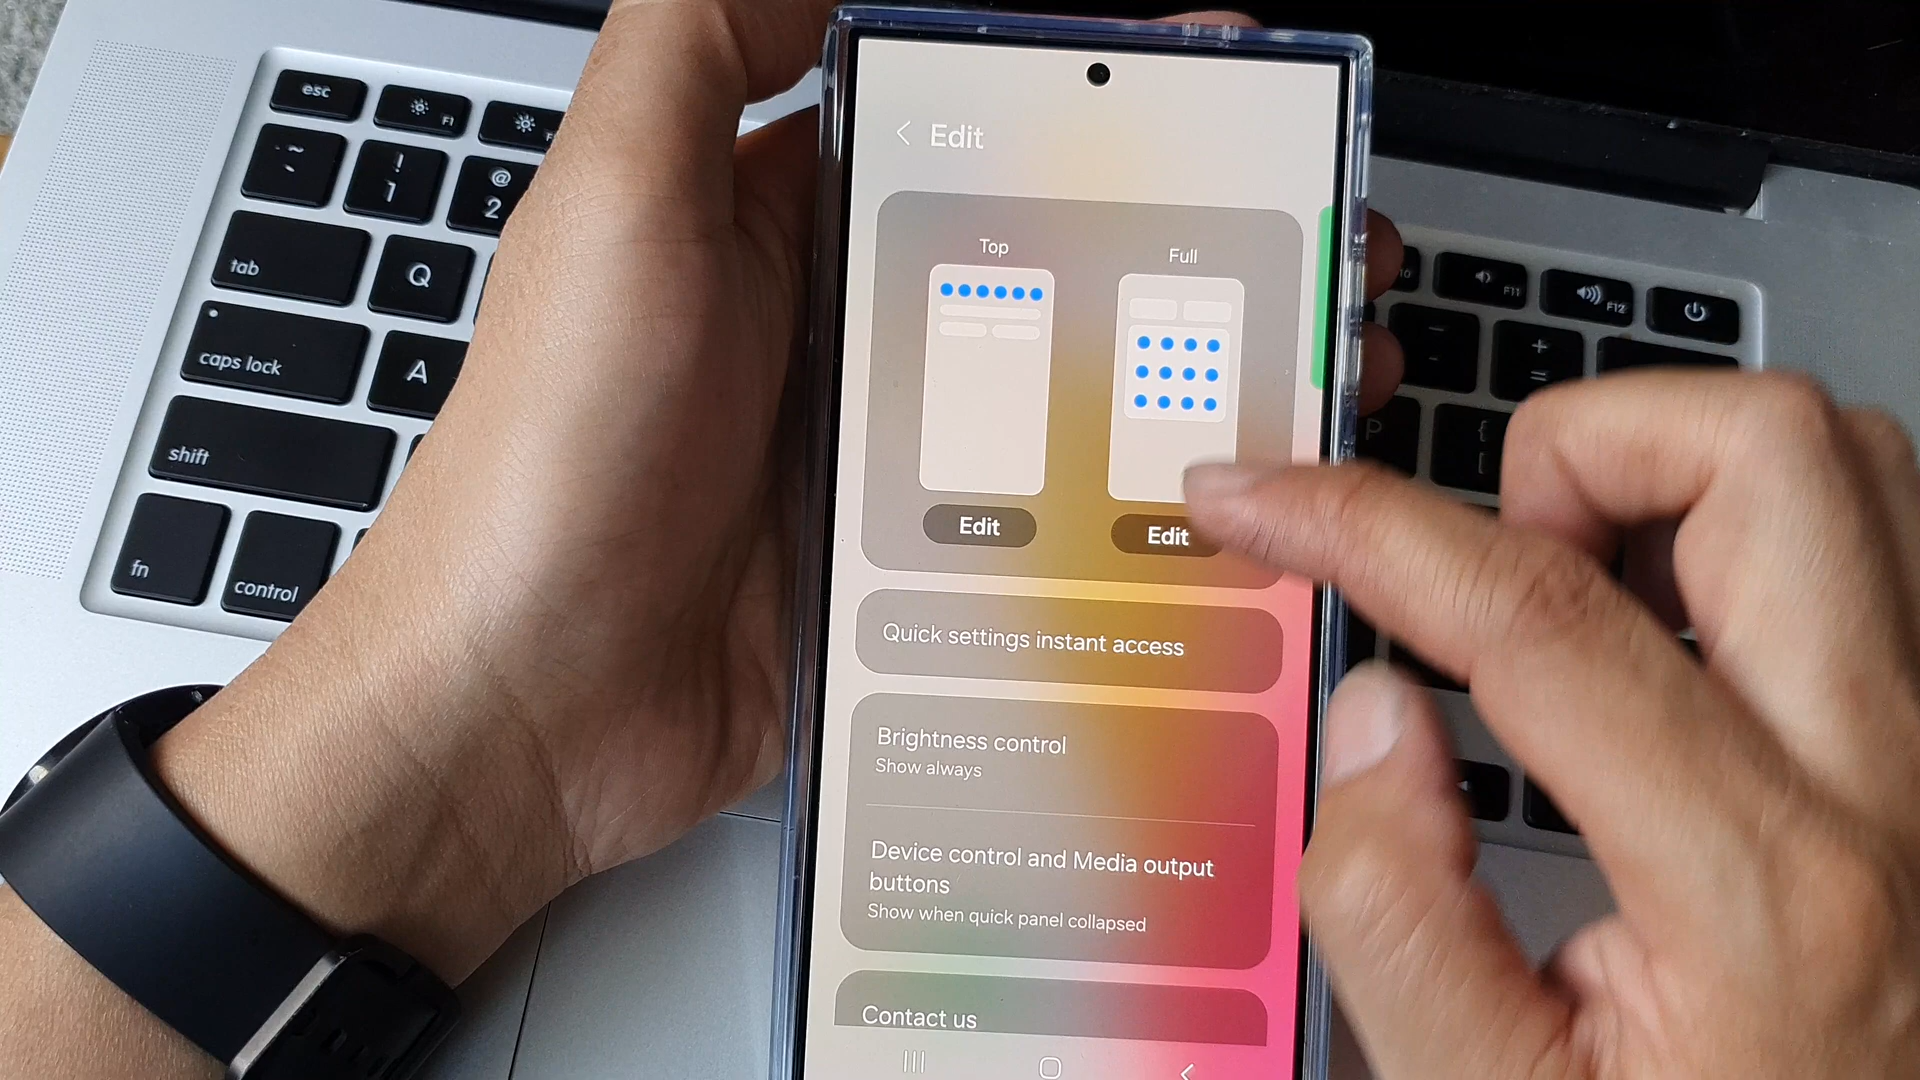 Edit
Top
Full
Edit
Edit
Quick settings instant access
Brightness control
Show always
Device control and Media output
buttons
Show when quick panel collapsed
Contact us
esc
F1
~
`
!
1
@
2
tab
Q
caps lock
A
shift
fn
control
F11
F12
-
+
=
P
{
[